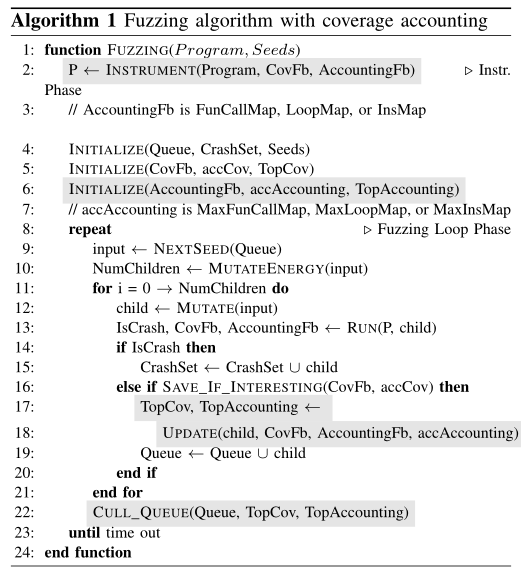 Algorithm 1 Fuzzing algorithm with coverage accounting
1: function FUZZING(Program, Seeds)
2: P ← INSTRUMENT(Program, CovFb, AccountingFb) ▷ Instr.
Phase
3: // AccountingFb is FunCallMap, LoopMap, or InsMap
4: INITIALIZE(Queue, CrashSet, Seeds)
5: INITIALIZE(CovFb, accCov, TopCov)
6: INITIALIZE(AccountingFb, accAccounting, TopAccounting)
7: // accAccounting is MaxFunCallMap, MaxLoopMap, or MaxInsMap
8: repeat ▷ Fuzzing Loop Phase
9: input ← NEXTSEED(Queue)
10: NumChildren ← MUTATEENERGY(input)
11: for i = 0 → NumChildren do
12: child ← MUTATE(input)
13: IsCrash, CovFb, AccountingFb ← RUN(P, child)
14: if IsCrash then
15: CrashSet ← CrashSet ∪ child
16: else if SAVE_IF_INTERESTING(CovFb, accCov) then
17: TopCov, TopAccounting ←
18: UPDATE(child, CovFb, AccountingFb, accAccounting)
19: Queue ← Queue ∪ child
20: end if
21: end for
22: CULL_QUEUE(Queue, TopCov, TopAccounting)
23: until time out
24: end function